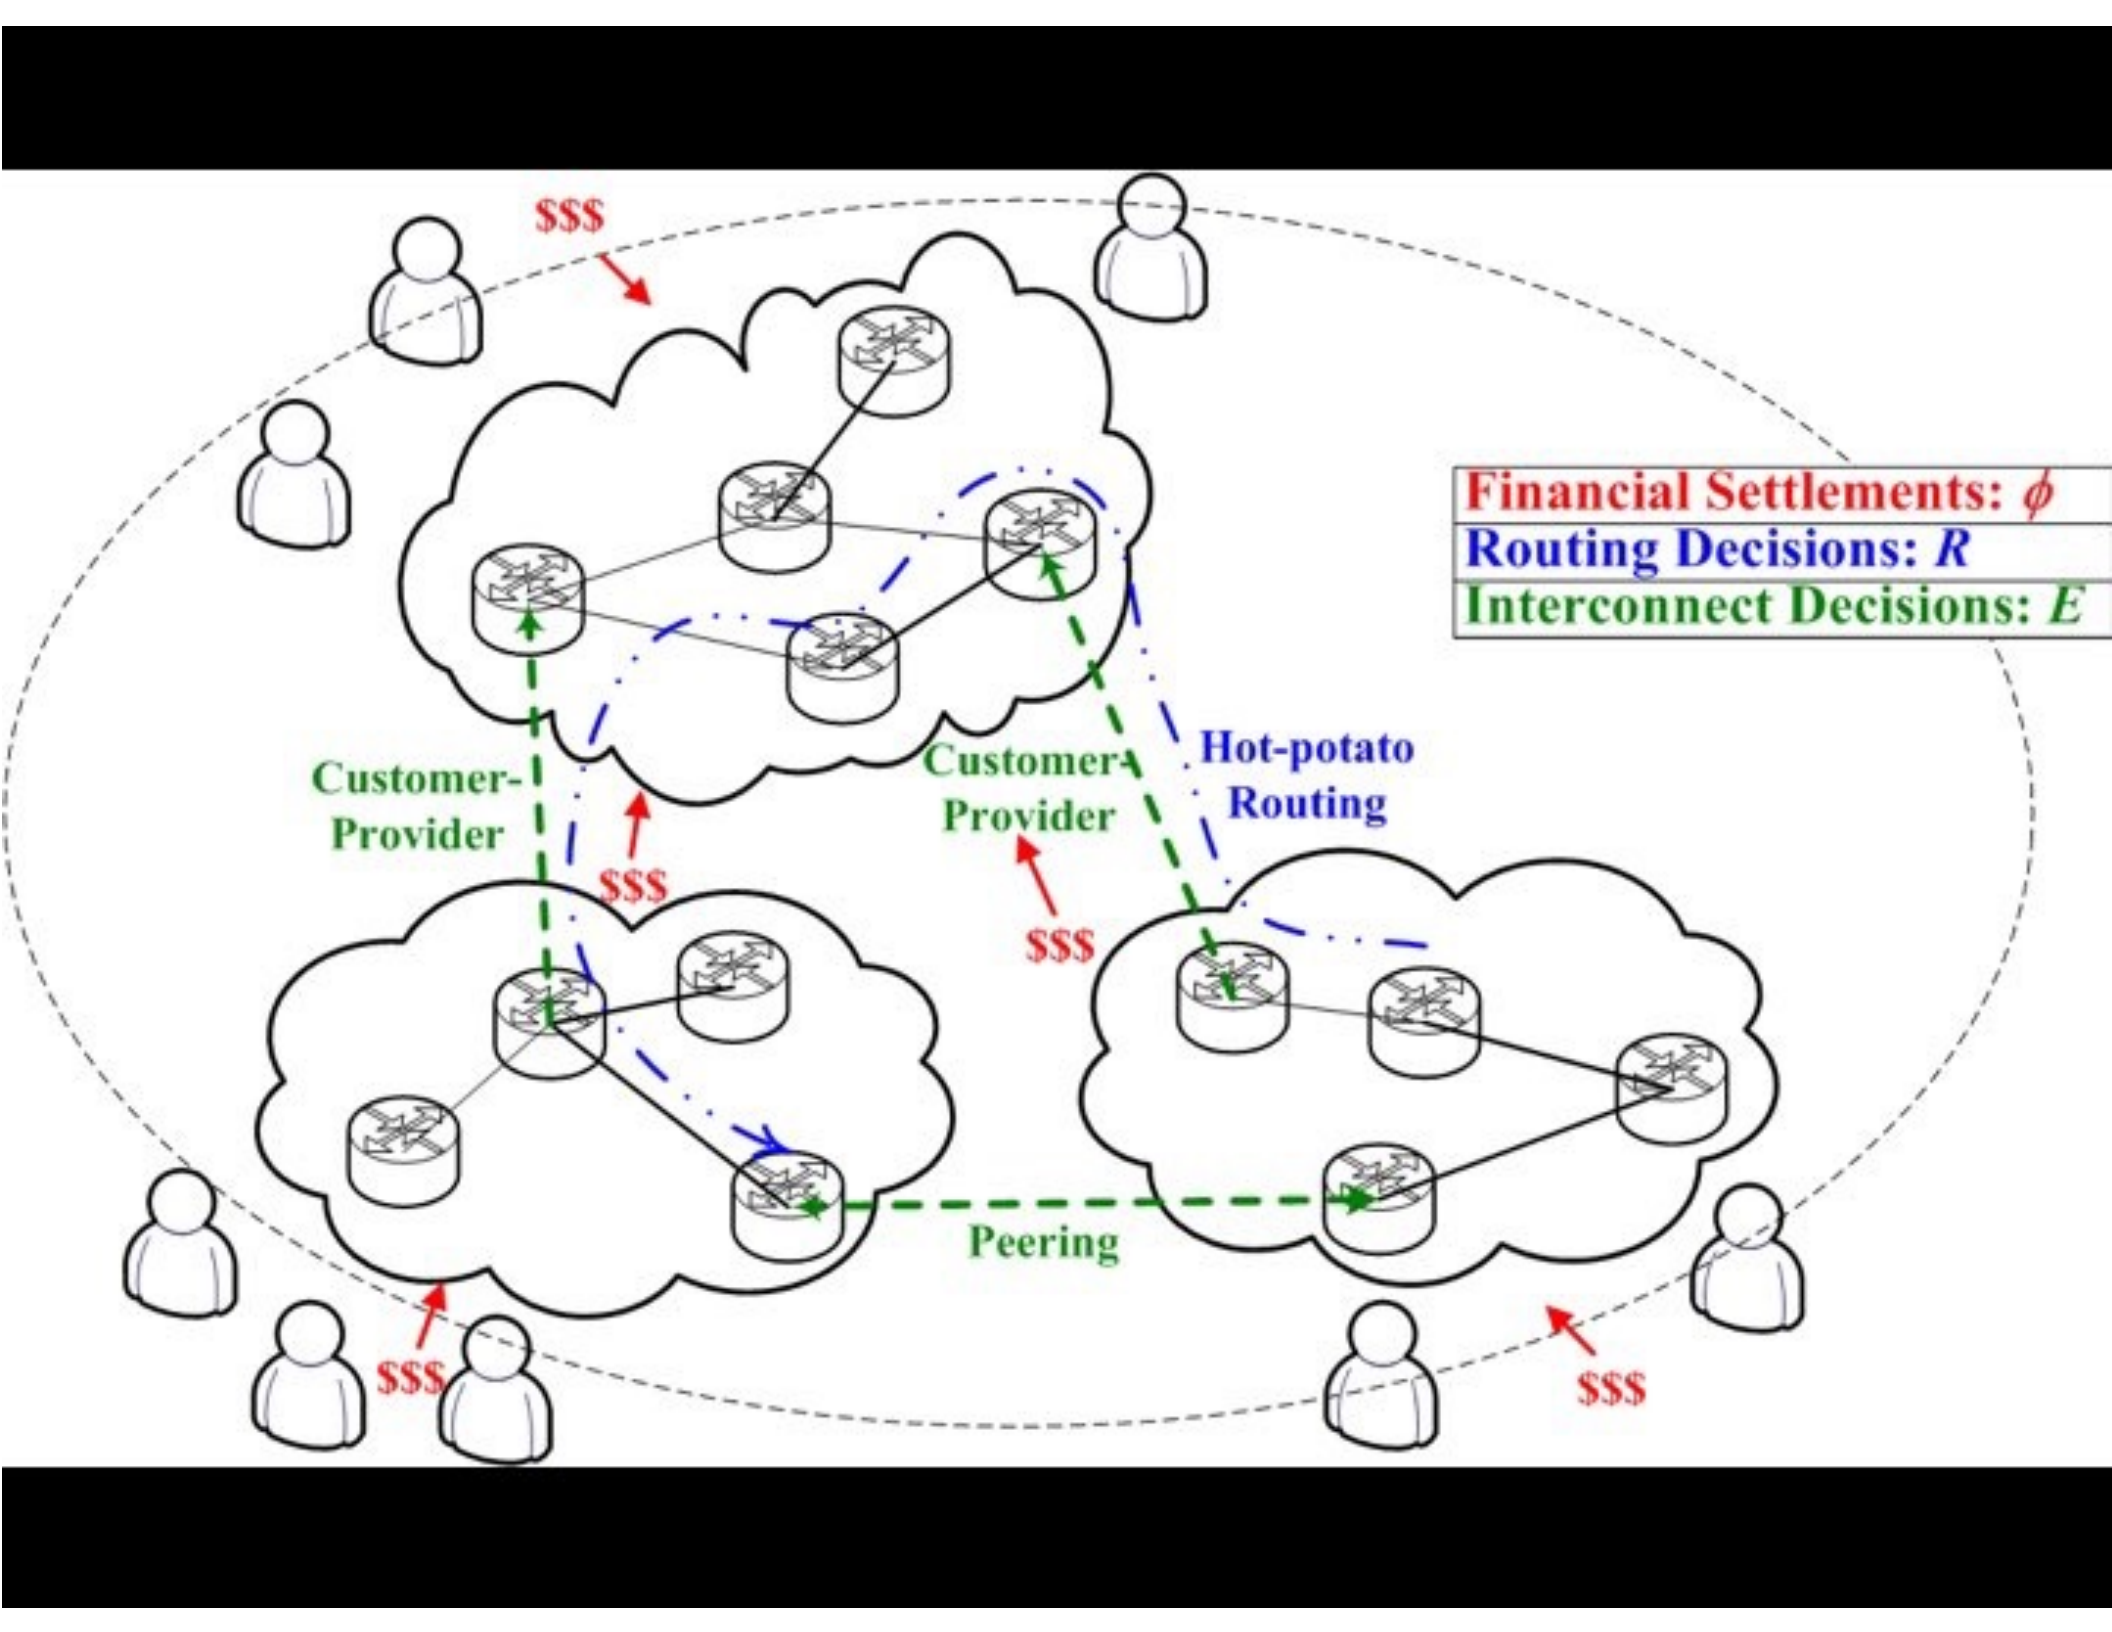 $$$
Financial Settlements: ϕ
Routing Decisions: R
Interconnect Decisions: E
Customer-
Provider
Customer-
Provider
Hot-potato
Routing
$$$
$$$
Peering
$$$
$$$